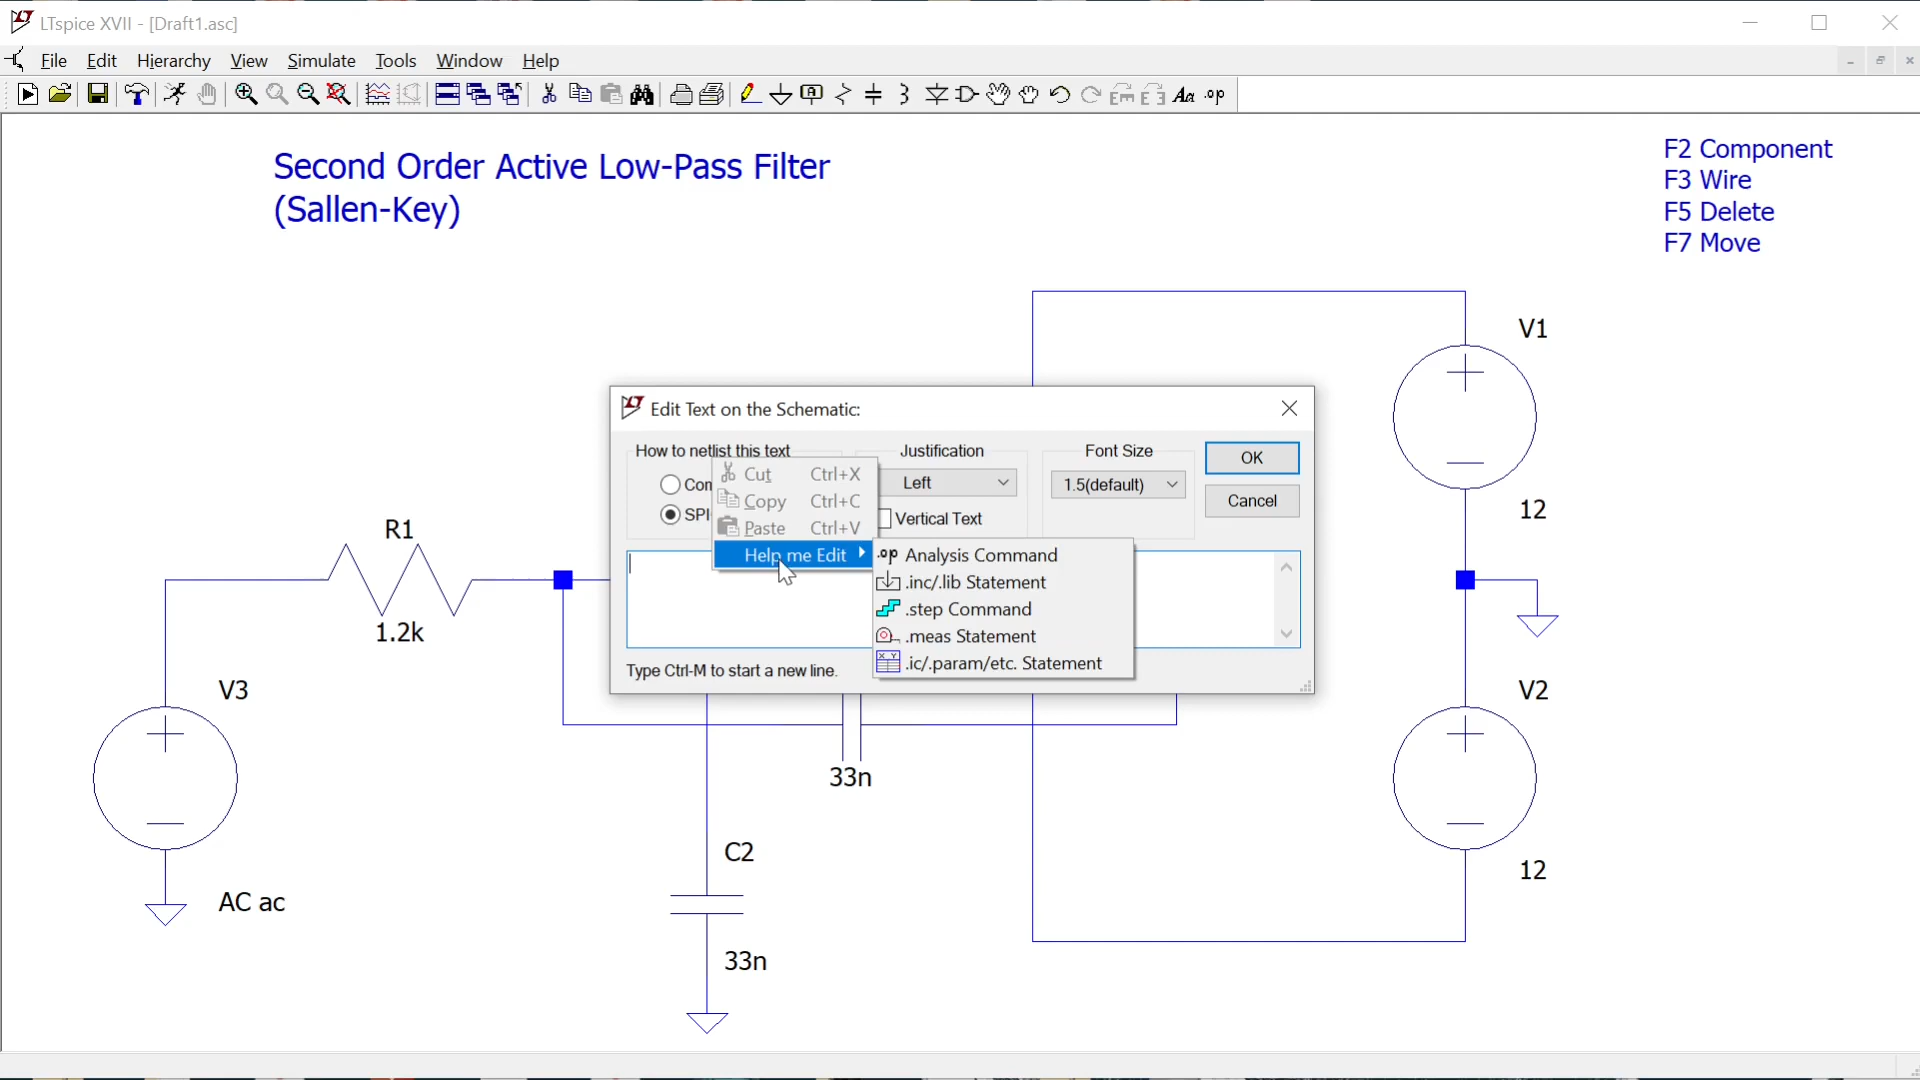 LTspice XVII - [Draft1.asc]
File Edit Hierarchy View Simulate Tools Window Help
Second Order Active Low-Pass Filter
(Sallen-Key)
F2 Component
F3 Wire
F5 Delete
F7 Move
V1
12
Edit Text on the Schematic:
How to netlist this text
Justification
Left
Vertical Text
Font Size
1.5(default)
OK
Cancel
Cut Ctrl+X
Copy Ctrl+C
Paste Ctrl+V
Help me Edit
.op Analysis Command
.inc/.lib Statement
.step Command
.meas Statement
.ic/.param/etc. Statement
Type Ctrl-M to start a new line.
R1
1.2k
V3
AC ac
33n
C2
33n
V2
12